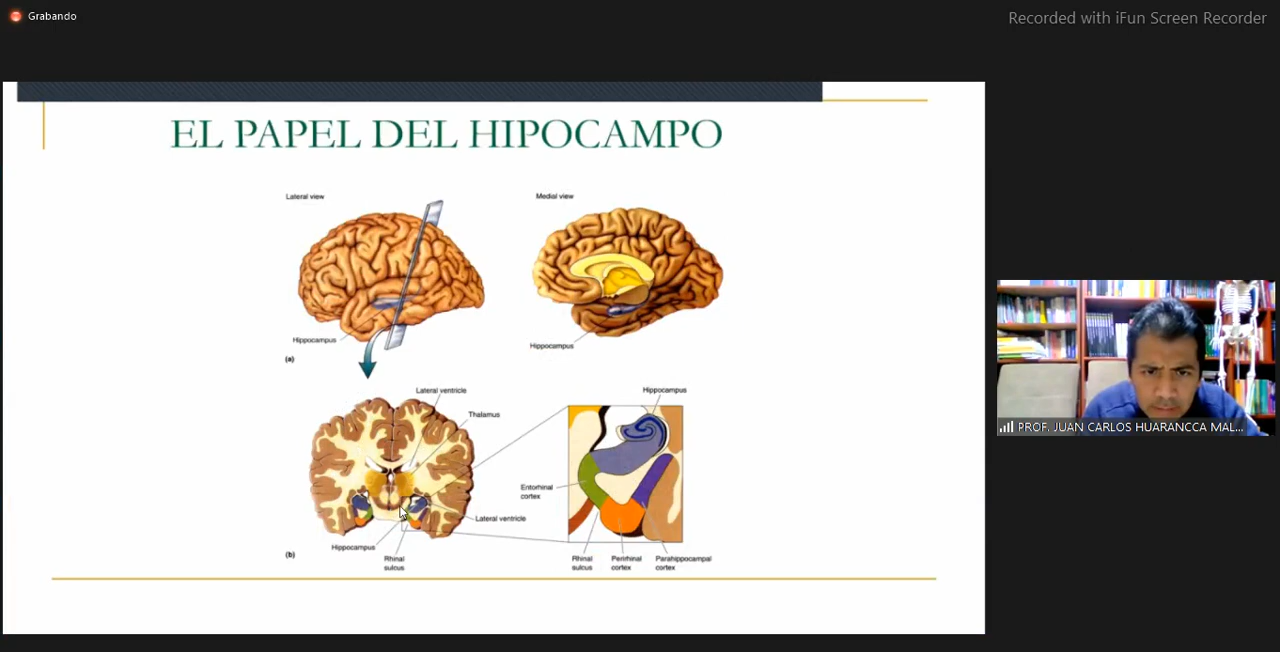 Grabando
Recorded with iFun Screen Recorder
EL PAPEL DEL HIPOCAMPO
Lateral view
Medial view
Hippocampus
(a)
Hippocampus
Lateral ventricle
Thalamus
Hippocampus
Entorhinal
cortex
Lateral ventricle
Hippocampus
(b)
Rhinal
sulcus
Rhinal
sulcus
Perirhinal
cortex
Parahippocampal
cortex
PROF. JUAN CARLOS HUARANCCA MAL...